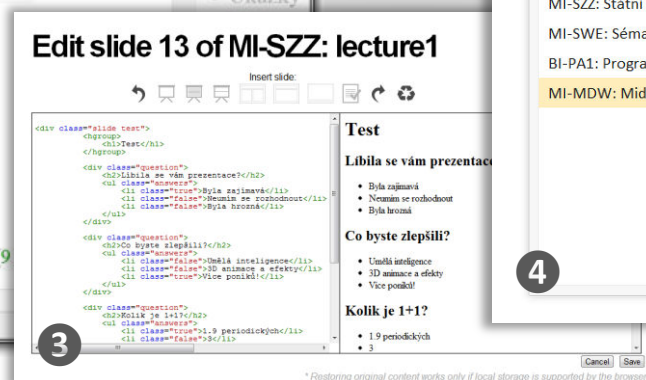 Edit slide 13 of MI-SZZ: lecture1
Insert slide:
<div class="slide test">
<hgroup>
<h1>Test</h1>
</hgroup>
<div class="question">
<h2>Líbila se vám prezentace?</h2>
<ul class="answers">
<li class="true">Byla zajímavá</li>
<li class="false">Neumím se rozhodnout</li>
<li class="false">Byla hrozná</li>
</ul>
</div>
<div class="question">
<h2>Co byste zlepšili?</h2>
<ul class="answers">
<li class="false">Umělá inteligence</li>
<li class="false">3D animace a efekty</li>
<li class="true">Více poníků!</li>
</ul>
</div>
<div class="question">
<h2>Kolik je 1+1?</h2>
<ul class="answers">
<li class="true">1.9 periodických</li>
<li class="false">3</li>
3
Test
Líbila se vám prezentace
Byla zajímavá
Neumím se rozhodnout
Byla hrozná
Co byste zlepšili?
Umělá inteligence
3D animace a efekty
Více poníků!
Kolik je 1+1?
1.9 periodických
3
Cancel Save
* Restoring original content works only if local storage is supported by the browser
MI-SZZ: Státní
MI-SWE: Séma
BI-PA1: Progra
MI-MDW: Mid
4
9